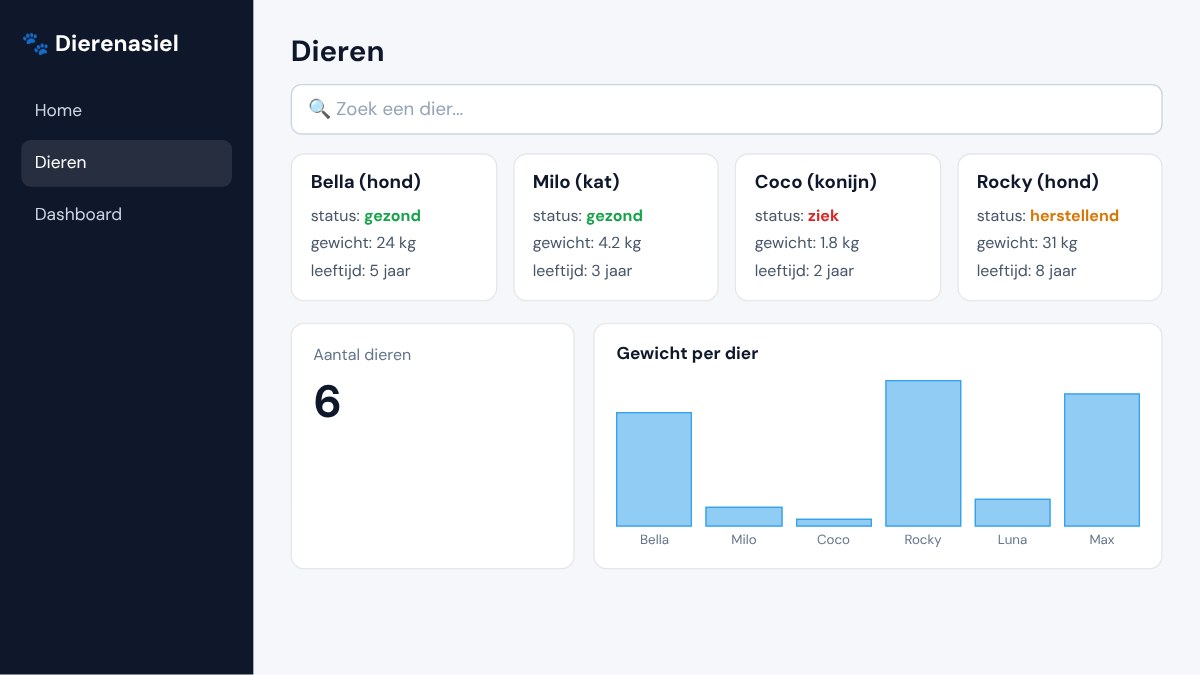 🐾 Dierenasiel
Home
Dieren
Dashboard
Dieren
🔍 Zoek een dier...
Bella (hond)
status: gezond
gewicht: 24 kg
leeftijd: 5 jaar
Milo (kat)
status: gezond
gewicht: 4.2 kg
leeftijd: 3 jaar
Coco (konijn)
status: ziek
gewicht: 1.8 kg
leeftijd: 2 jaar
Rocky (hond)
status: herstellend
gewicht: 31 kg
leeftijd: 8 jaar
Aantal dieren
6
Gewicht per dier
Bella Milo Coco Rocky Luna Max